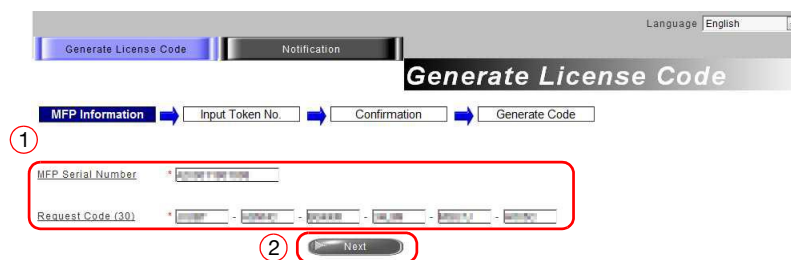 Language English
Generate License Code Notification
Generate License Code
MFP Information Input Token No. Confirmation Generate Code
①
MFP Serial Number *
Request Code (30) * - - - - -
② Next